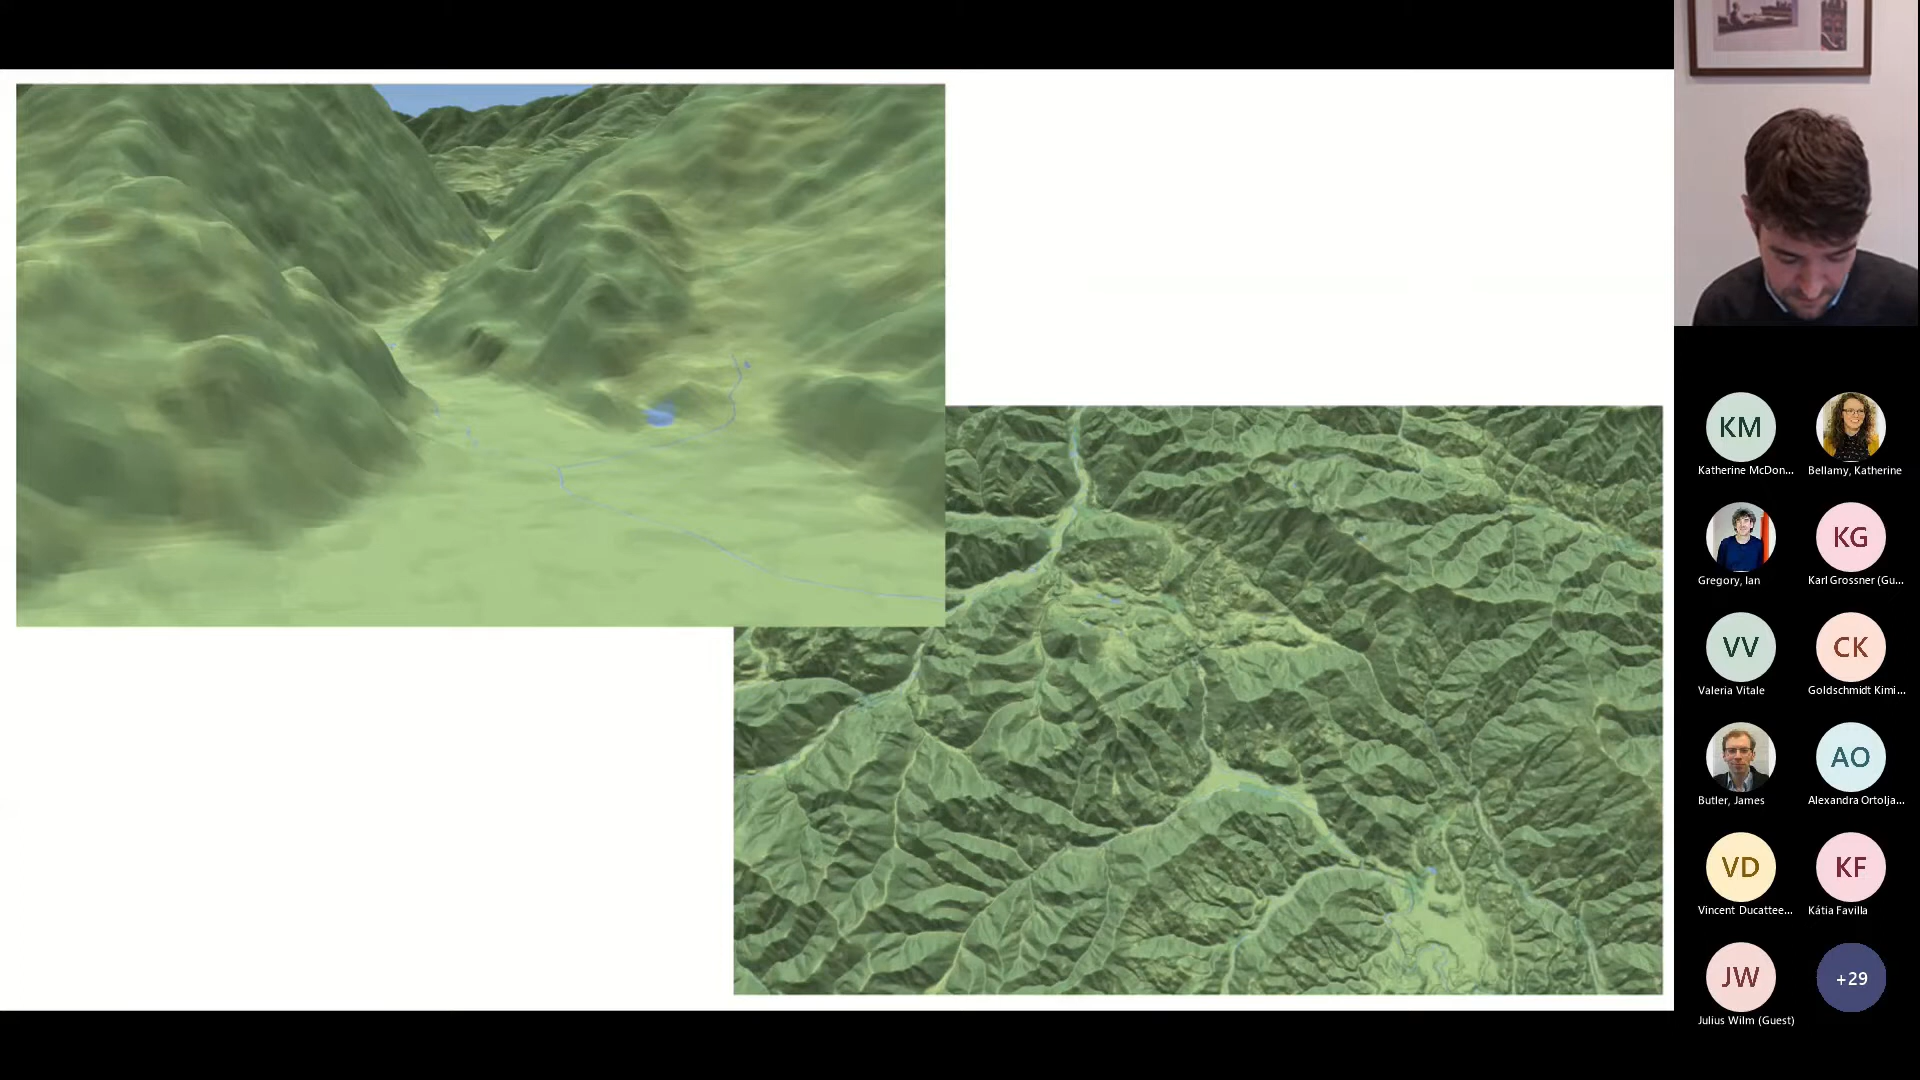 KM
Katherine McDon...
Bellamy, Katherine
Gregory, Ian
KG
Karl Grossner (Gu...
VV
Valeria Vitale
CK
Goldschmidt Kimi...
Butler, James
AO
Alexandra Ortolja...
VD
Vincent Ducattee...
KF
Kátia Favilla
JW
Julius Wilm (Guest)
+29